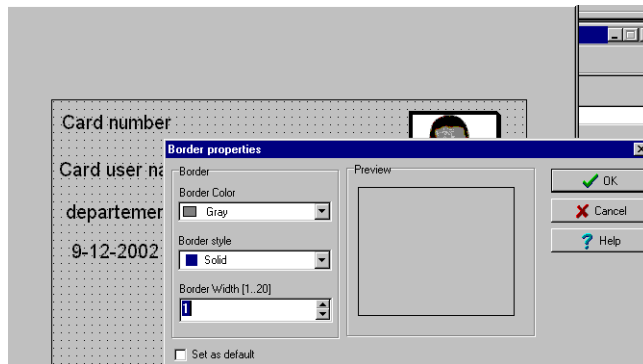 Card number
Card user na
departemer
9-12-2002
Border properties
Border
Border Color
Gray
Border style
Solid
Border Width [1..20]
1
Set as default
Preview
OK
Cancel
? Help